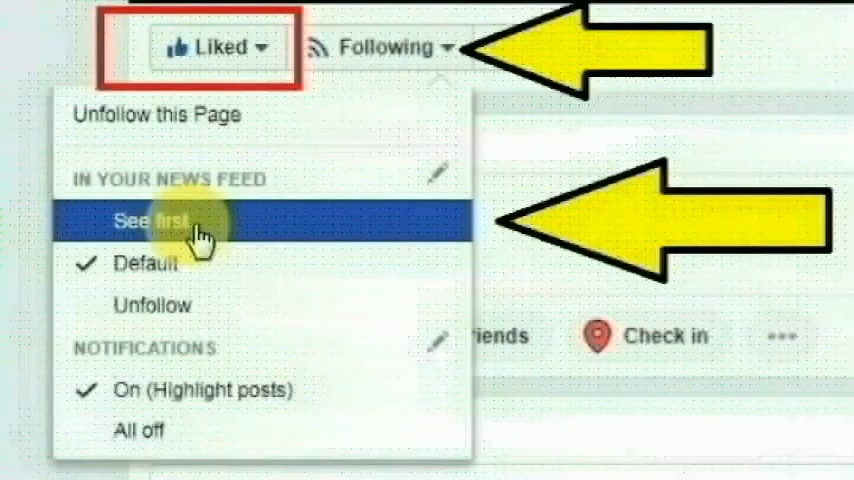 Liked Following
Unfollow this Page
IN YOUR NEWS FEED
See first
Default
Unfollow
riends Check in
NOTIFICATIONS
On (Highlight posts)
All off